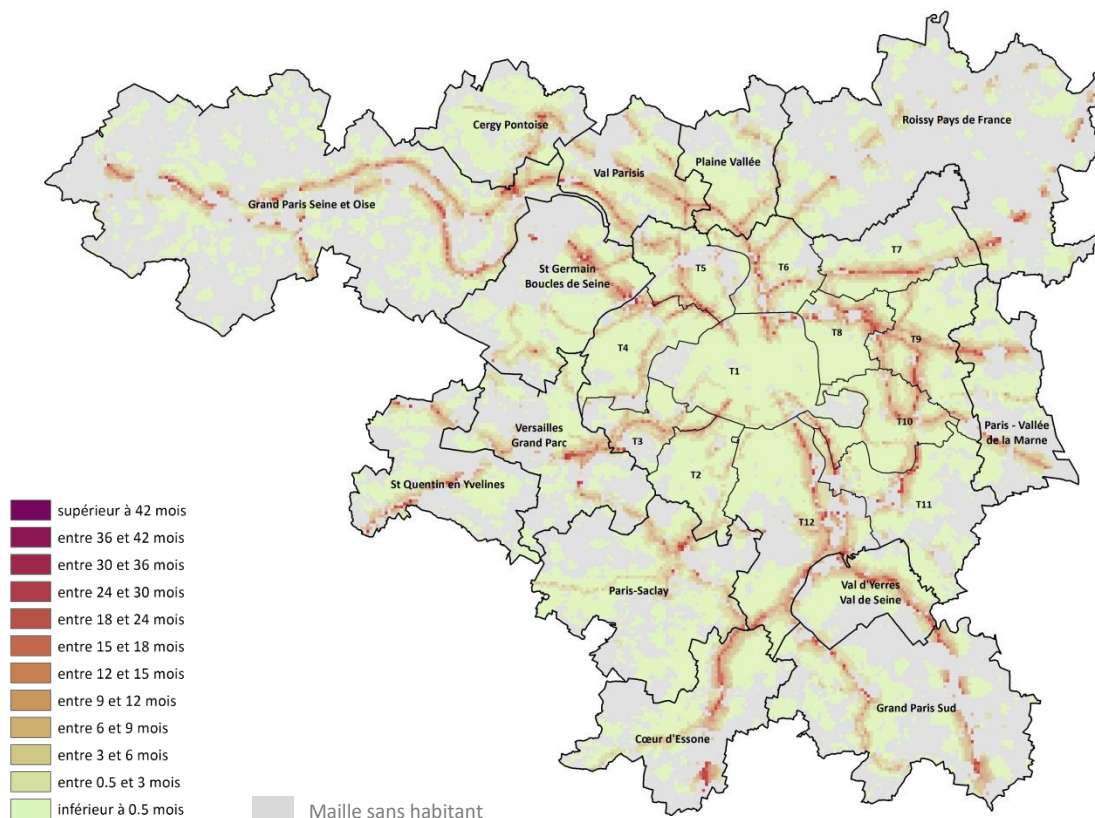 Cergy Pontoise
Roissy Pays de France
Plaine Vallée
Val Parisis
Grand Paris Seine et Oise
T7
T5
T6
St Germain
Boucles de Seine
T8
T9
T4
T1
T10
Versailles
Grand Parc
T3
Paris - Vallée
de la Marne
T2
St Quentin en Yvelines
T11
T12
Paris-Saclay
Val d'Yerres
Val de Seine
Grand Paris Sud
Cœur d'Essone
supérieur à 42 mois
entre 36 et 42 mois
entre 30 et 36 mois
entre 24 et 30 mois
entre 18 et 24 mois
entre 15 et 18 mois
entre 12 et 15 mois
entre 9 et 12 mois
entre 6 et 9 mois
entre 3 et 6 mois
entre 0.5 et 3 mois
inférieur à 0.5 mois
Maille sans habitant